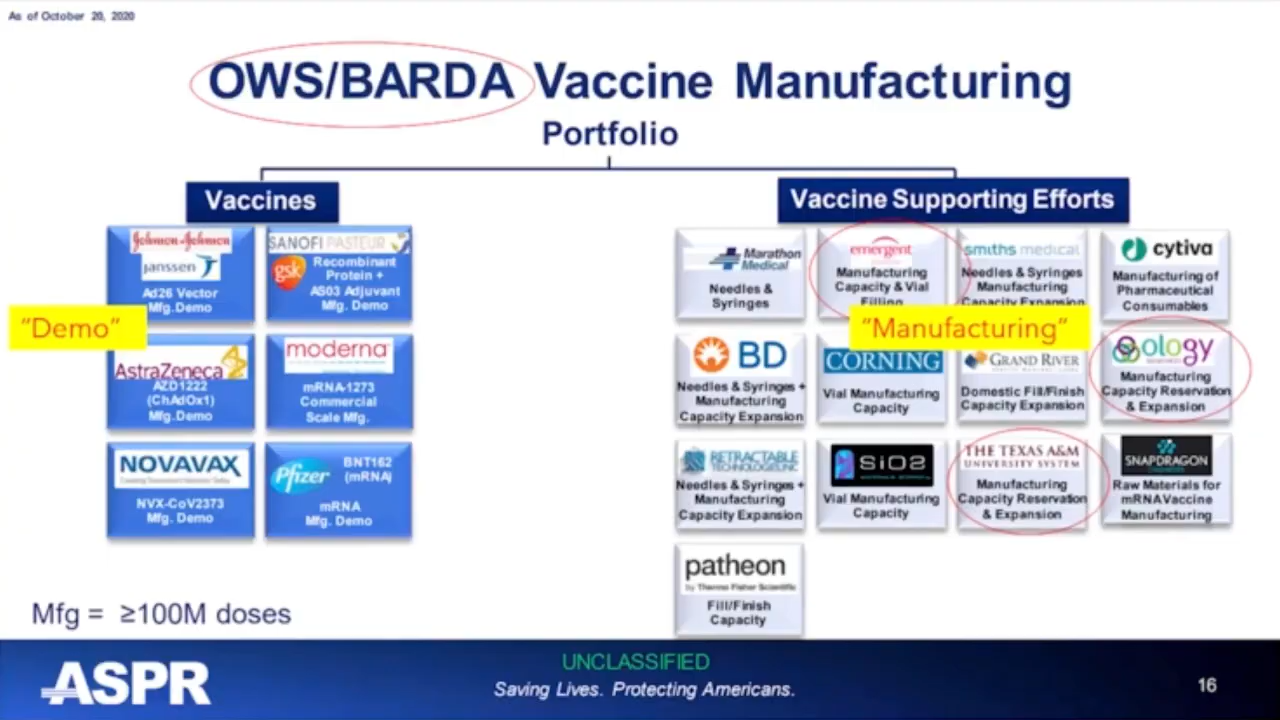 As of October 20, 2020
OWS/BARDA Vaccine Manufacturing
Portfolio
Vaccines
Vaccine Supporting Efforts
Johnson & Johnson
janssen
Ad26 Vector
Mfg. Demo
SANOFI PASTEUR
gsk
Recombinant
Protein +
AS03 Adjuvant
Mfg. Demo
"Demo"
AstraZeneca
AZD1222
(ChAdOx1)
Mfg. Demo
moderna
mRNA-1273
Commercial
Scale Mfg.
NOVAVAX
NVX-CoV2373
Mfg. Demo
Pfizer
BNT162
(mRNA)
mRNA
Mfg. Demo
Marathon
Medical
Needles &
Syringes
emergent
Manufacturing
Capacity & Vial
Filling
smiths medical
Needles & Syringes
Manufacturing
Capacity Expansion
cytiva
Manufacturing of
Pharmaceutical
Consumables
"Manufacturing"
BD
Needles & Syringes +
Manufacturing
Capacity Expansion
CORNING
Vial Manufacturing
Capacity
GRAND RIVER
Domestic Fill/Finish
Capacity Expansion
ology
Manufacturing
Capacity Reservation
& Expansion
RETRACTABLE
TECHNOLOGIES, INC
Needles & Syringes +
Manufacturing
Capacity Expansion
SiO2
Vial Manufacturing
Capacity
THE TEXAS A&M
UNIVERSITY SYSTEM
Manufacturing
Capacity Reservation
& Expansion
SNAPDRAGON
Raw Materials for
mRNA Vaccine
Manufacturing
patheon
by Thermo Fisher Scientific
Fill/Finish
Capacity
Mfg = ≥100M doses
ASPR
UNCLASSIFIED
Saving Lives. Protecting Americans.
16